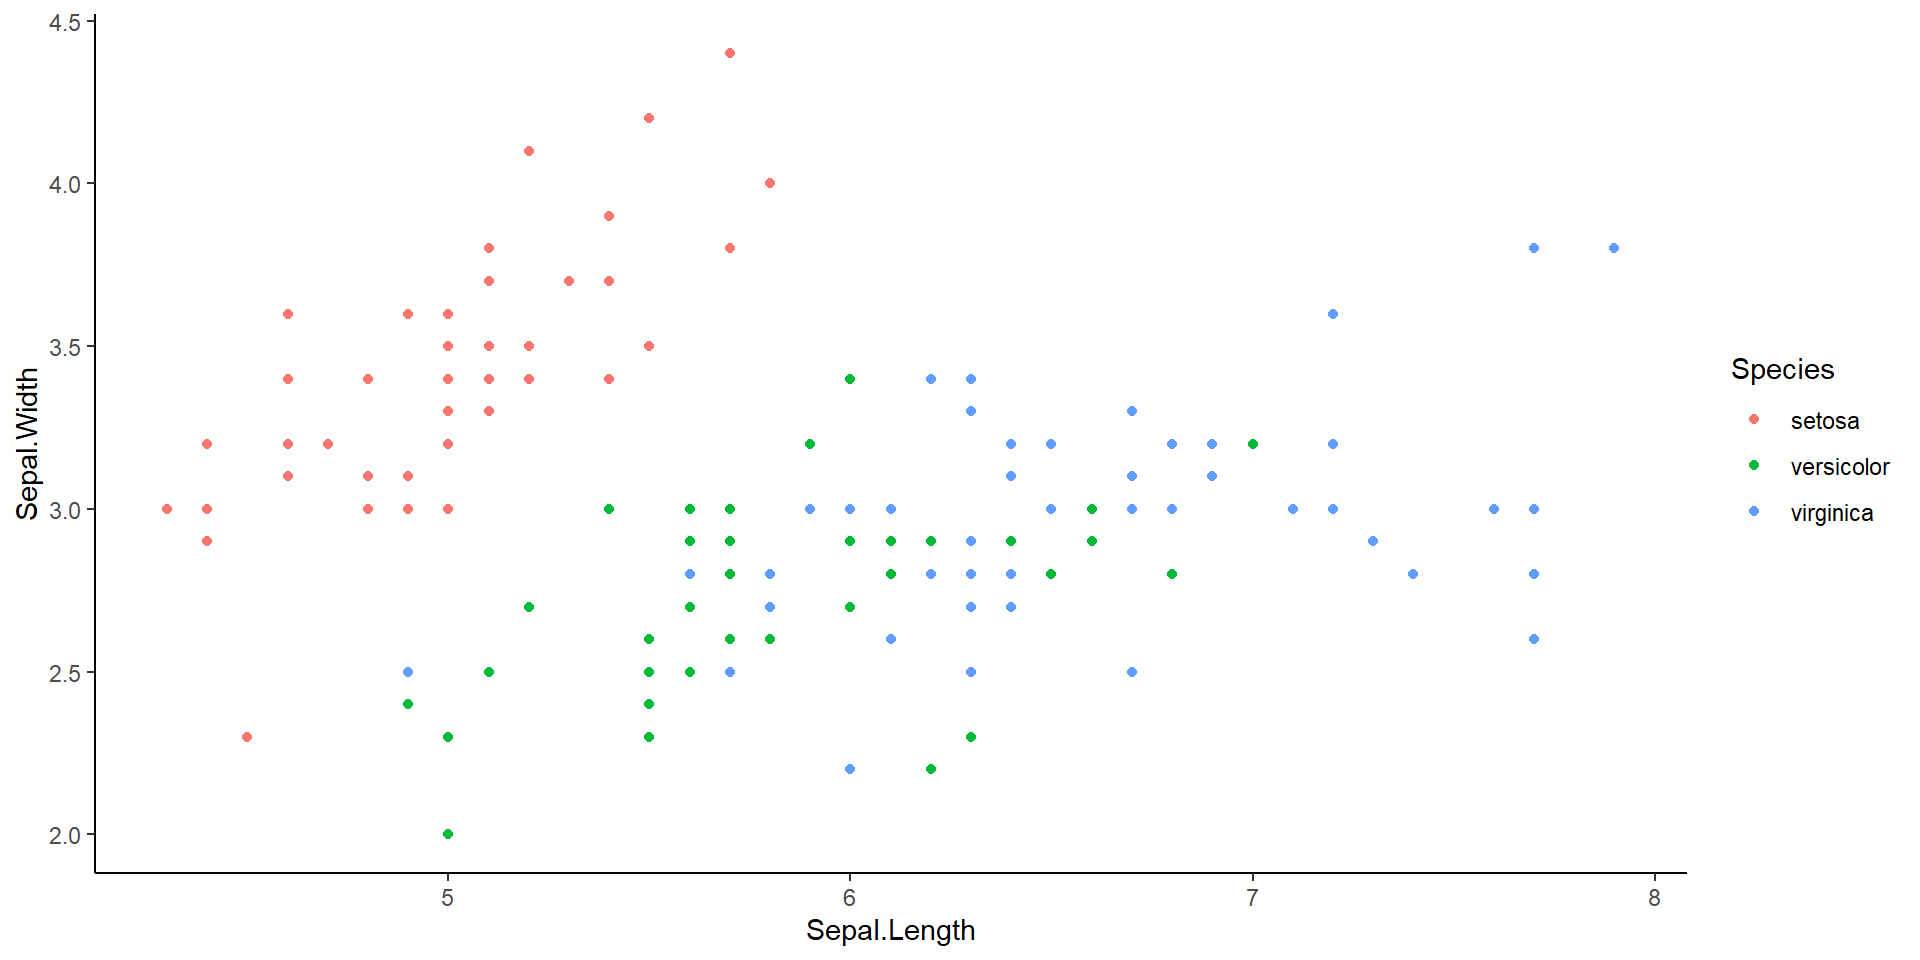 4.5
4.0
3.5
3.0
2.5
2.0
Sepal.Width
5 6 7 8
Sepal.Length
Species
setosa
versicolor
virginica